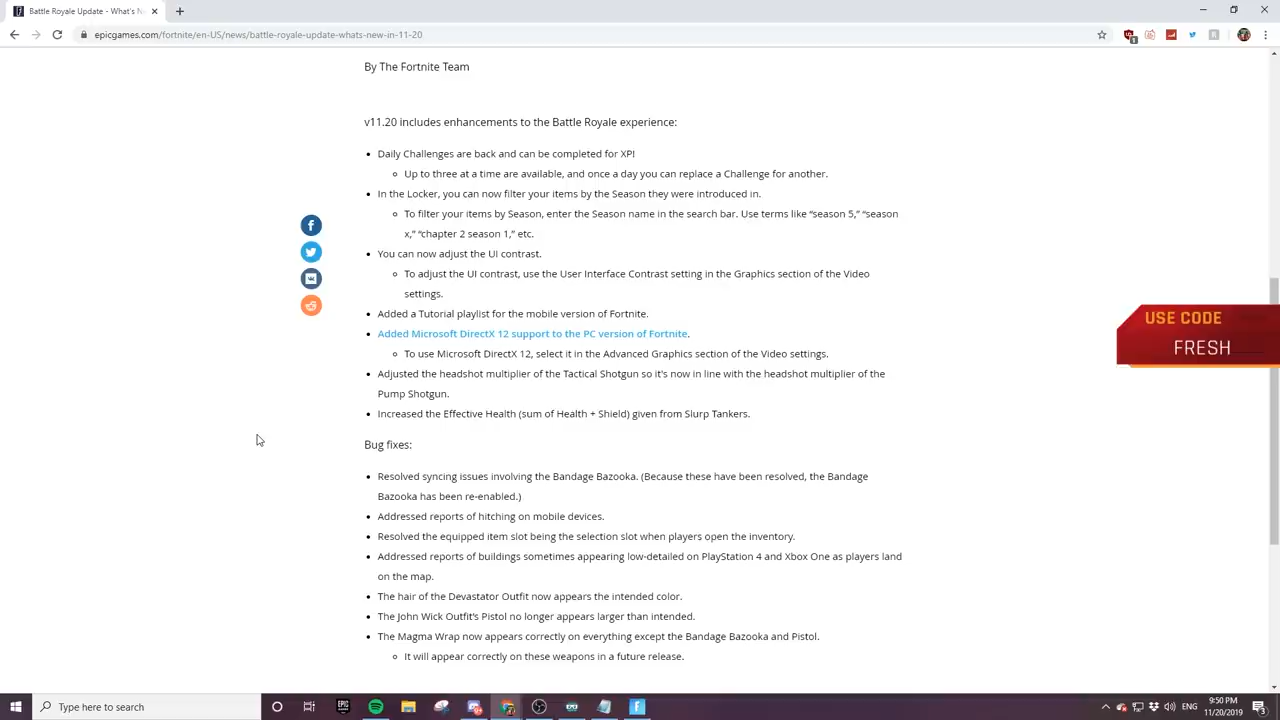 Battle Royale Update - What's N
epicgames.com/fortnite/en-US/news/battle-royale-update-whats-new-in-11-20
By The Fortnite Team
v11.20 includes enhancements to the Battle Royale experience:
Daily Challenges are back and can be completed for XP!
Up to three at a time are available, and once a day you can replace a Challenge for another.
In the Locker, you can now filter your items by the Season they were introduced in.
To filter your items by Season, enter the Season name in the search bar. Use terms like “season 5,” “season
x,” “chapter 2 season 1,” etc.
You can now adjust the UI contrast.
To adjust the UI contrast, use the User Interface Contrast setting in the Graphics section of the Video
settings.
Added a Tutorial playlist for the mobile version of Fortnite.
Added Microsoft DirectX 12 support to the PC version of Fortnite.
To use Microsoft DirectX 12, select it in the Advanced Graphics section of the Video settings.
Adjusted the headshot multiplier of the Tactical Shotgun so it's now in line with the headshot multiplier of the
Pump Shotgun.
Increased the Effective Health (sum of Health + Shield) given from Slurp Tankers.
USE CODE
FRESH
Bug fixes:
Resolved syncing issues involving the Bandage Bazooka. (Because these have been resolved, the Bandage
Bazooka has been re-enabled.)
Addressed reports of hitching on mobile devices.
Resolved the equipped item slot being the selection slot when players open the inventory.
Addressed reports of buildings sometimes appearing low-detailed on PlayStation 4 and Xbox One as players land
on the map.
The hair of the Devastator Outfit now appears the intended color.
The John Wick Outfit's Pistol no longer appears larger than intended.
The Magma Wrap now appears correctly on everything except the Bandage Bazooka and Pistol.
It will appear correctly on these weapons in a future release.
Type here to search
ENG
9:50 PM
11/20/2019